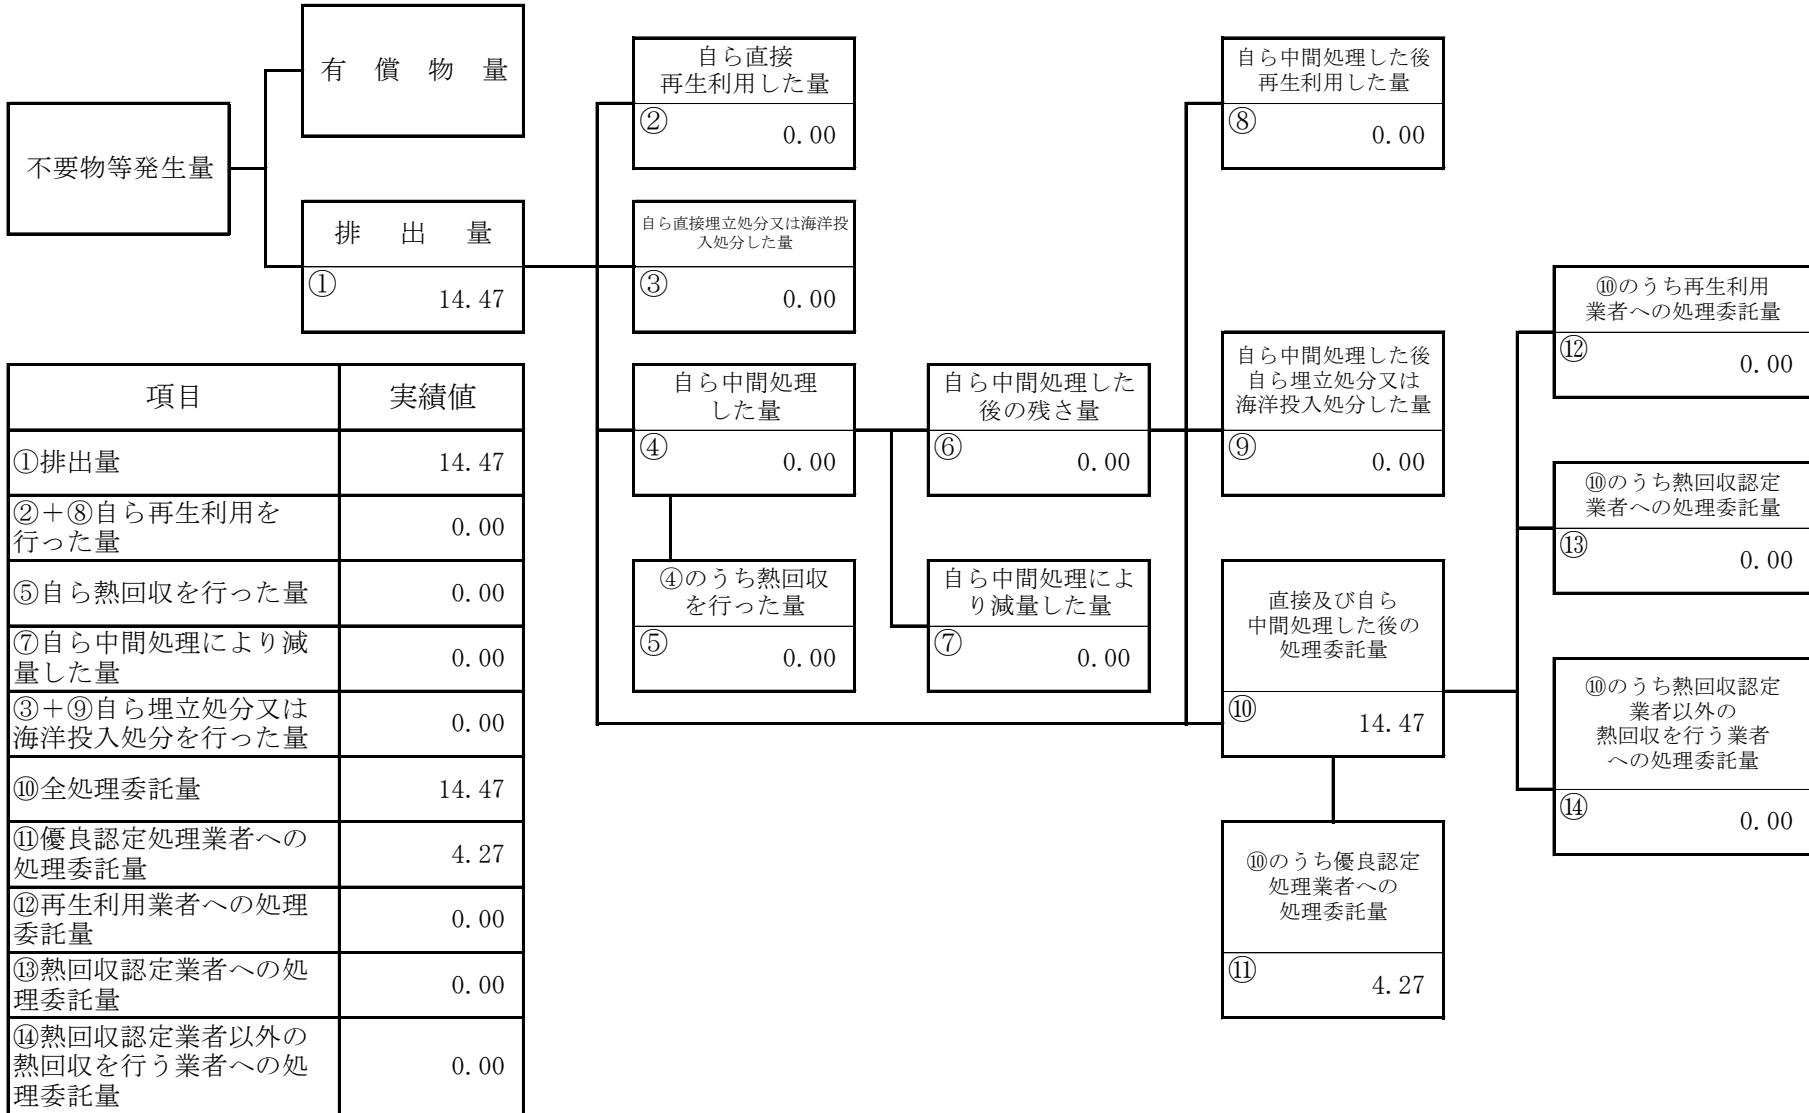 有償物量
不要物等発生量
排出量
①
14.47
自ら直接
再生利用した量
②
0.00
自ら直接埋立処分又は海洋投
入処分した量
③
0.00
自ら中間処理
した量
④
0.00
④のうち熱回収
を行った量
⑤
0.00
自ら中間処理した
後の残さ量
⑥
0.00
自ら中間処理によ
り減量した量
⑦
0.00
自ら中間処理した後
再生利用した量
⑧
0.00
自ら中間処理した後
自ら埋立処分又は
海洋投入処分した量
⑨
0.00
直接及び自ら
中間処理した後の
処理委託量
⑩
14.47
⑩のうち優良認定
処理業者への
処理委託量
⑪
4.27
⑩のうち再生利用
業者への処理委託量
⑫
0.00
⑩のうち熱回収認定
業者への処理委託量
⑬
0.00
⑩のうち熱回収認定
業者以外の
熱回収を行う業者
への処理委託量
⑭
0.00
項目 実績値
①排出量 14.47
②+⑧自ら再生利用を
行った量 0.00
⑤自ら熱回収を行った量 0.00
⑦自ら中間処理により減
量した量 0.00
③+⑨自ら埋立処分又は
海洋投入処分を行った量 0.00
⑩全処理委託量 14.47
⑪優良認定処理業者への
処理委託量 4.27
⑫再生利用業者への処理
委託量 0.00
⑬熱回収認定業者への処
理委託量 0.00
⑭熱回収認定業者以外の
熱回収を行う業者への処
理委託量 0.00